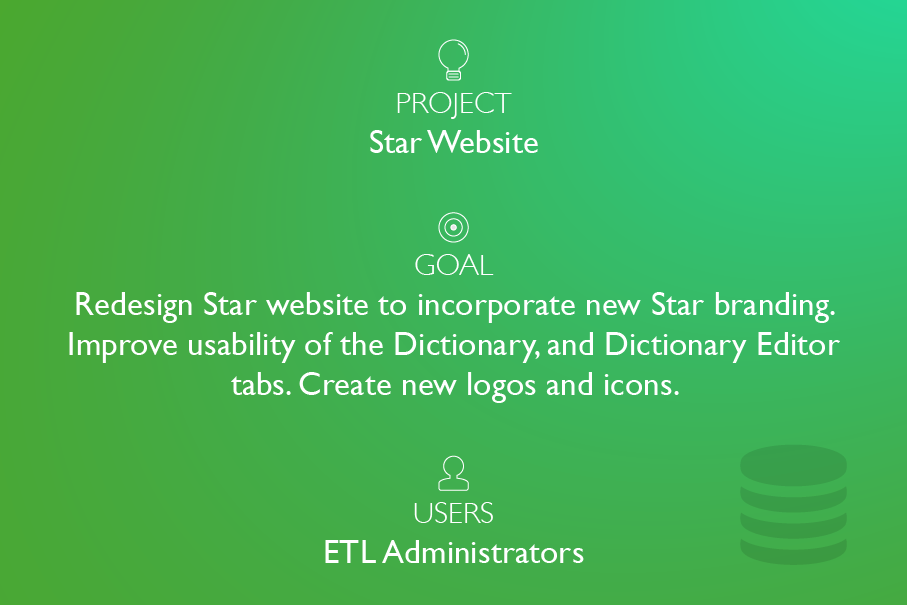 PROJECT
Star Website
GOAL
Redesign Star website to incorporate new Star branding.
Improve usability of the Dictionary, and Dictionary Editor
tabs. Create new logos and icons.
USERS
ETL Administrators